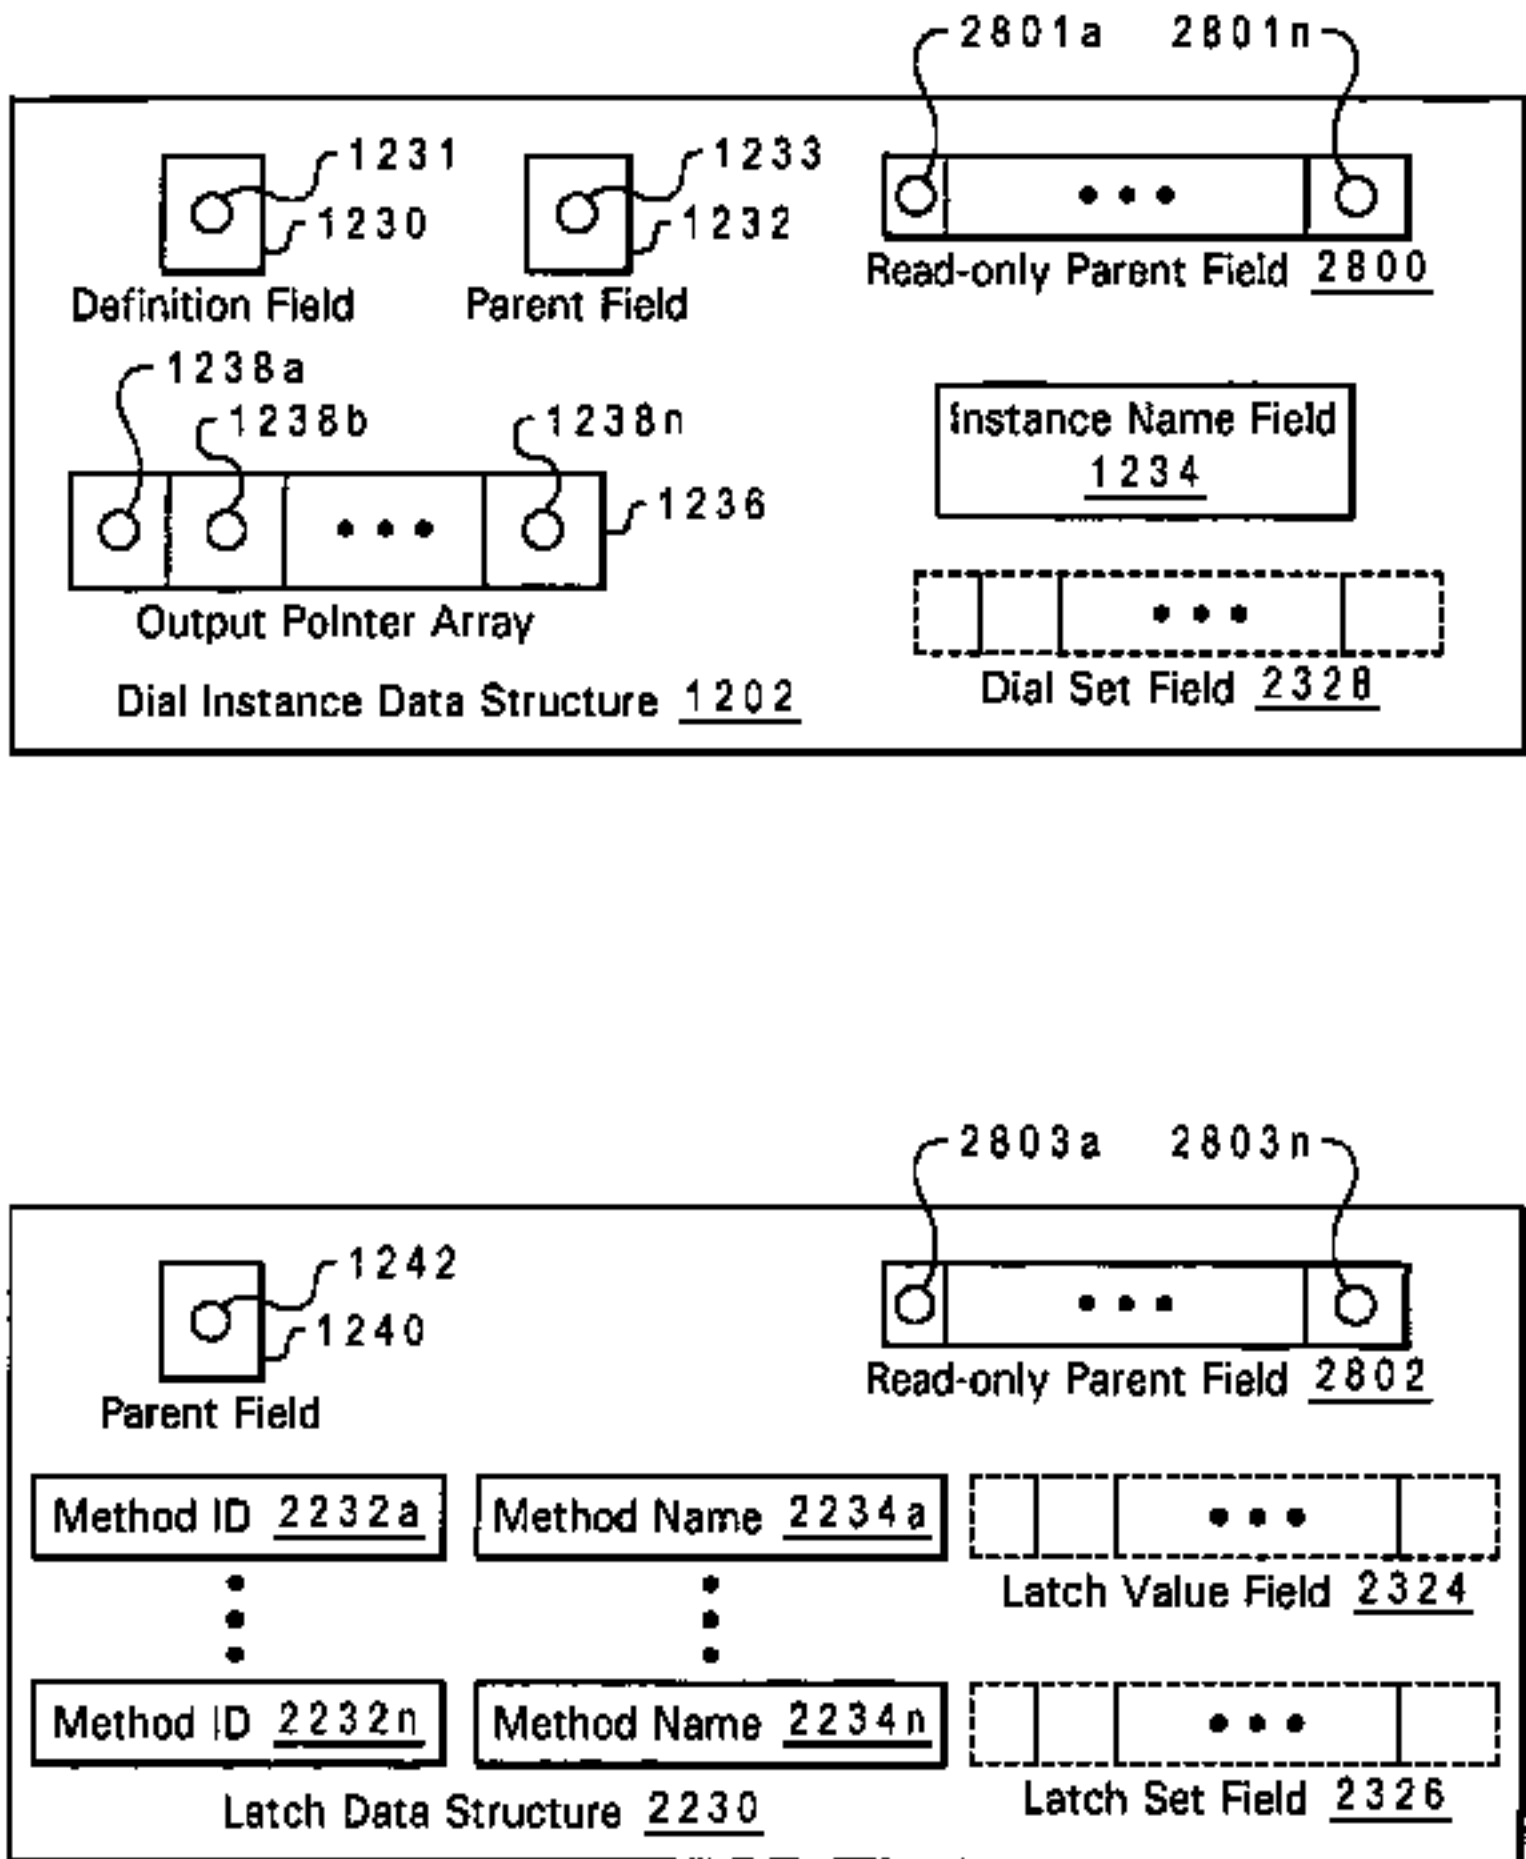 2801a 2801n
1231 1233
1230 1232
Read-only Parent Field 2800
Definition Field Parent Field
1238a
1238b 1238n
Instance Name Field
1234
1236
Output Pointer Array
Dial Set Field 2328
Dial Instance Data Structure 1202
2803a 2803n
1242
1240
Read-only Parent Field 2802
Parent Field
Method ID 2232a Method Name 2234a
Latch Value Field 2324
Method ID 2232n Method Name 2234n
Latch Set Field 2326
Latch Data Structure 2230